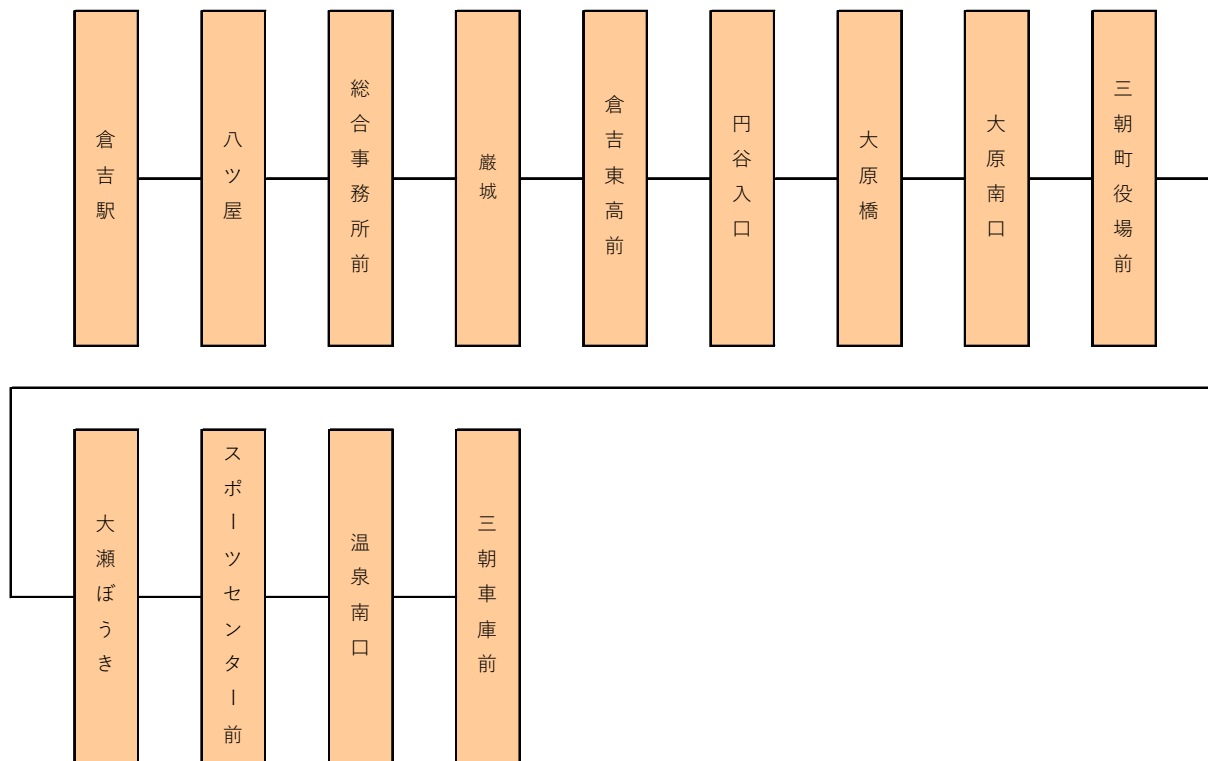 倉吉駅
八ツ屋
総合事務所前
巌城
倉吉東高前
円谷入口
大原橋
大原南口
三朝町役場前
大瀬ぼうき
スポーツセンター前
温泉南口
三朝車庫前